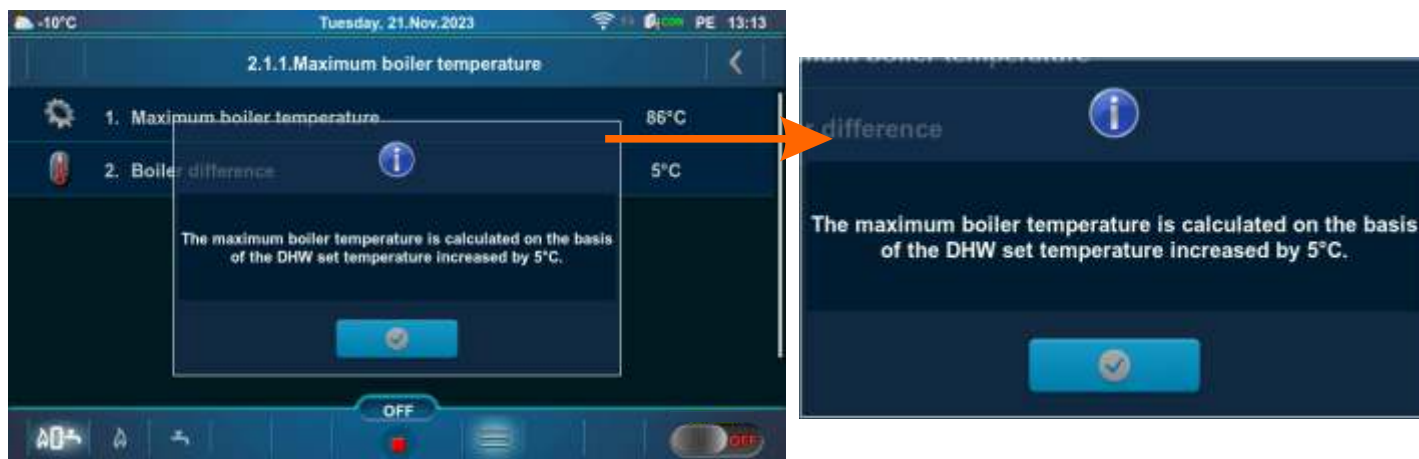 -10°C Tuesday, 21.Nov.2023 PE 13:13
2.1.1.Maximum boiler temperature
1. Maximum boiler temperature 86°C
2. Boiler difference 5°C
The maximum boiler temperature is calculated on the basis
of the DHW set temperature increased by 5°C.
OFF
OFF
r difference
The maximum boiler temperature is calculated on the basis
of the DHW set temperature increased by 5°C.